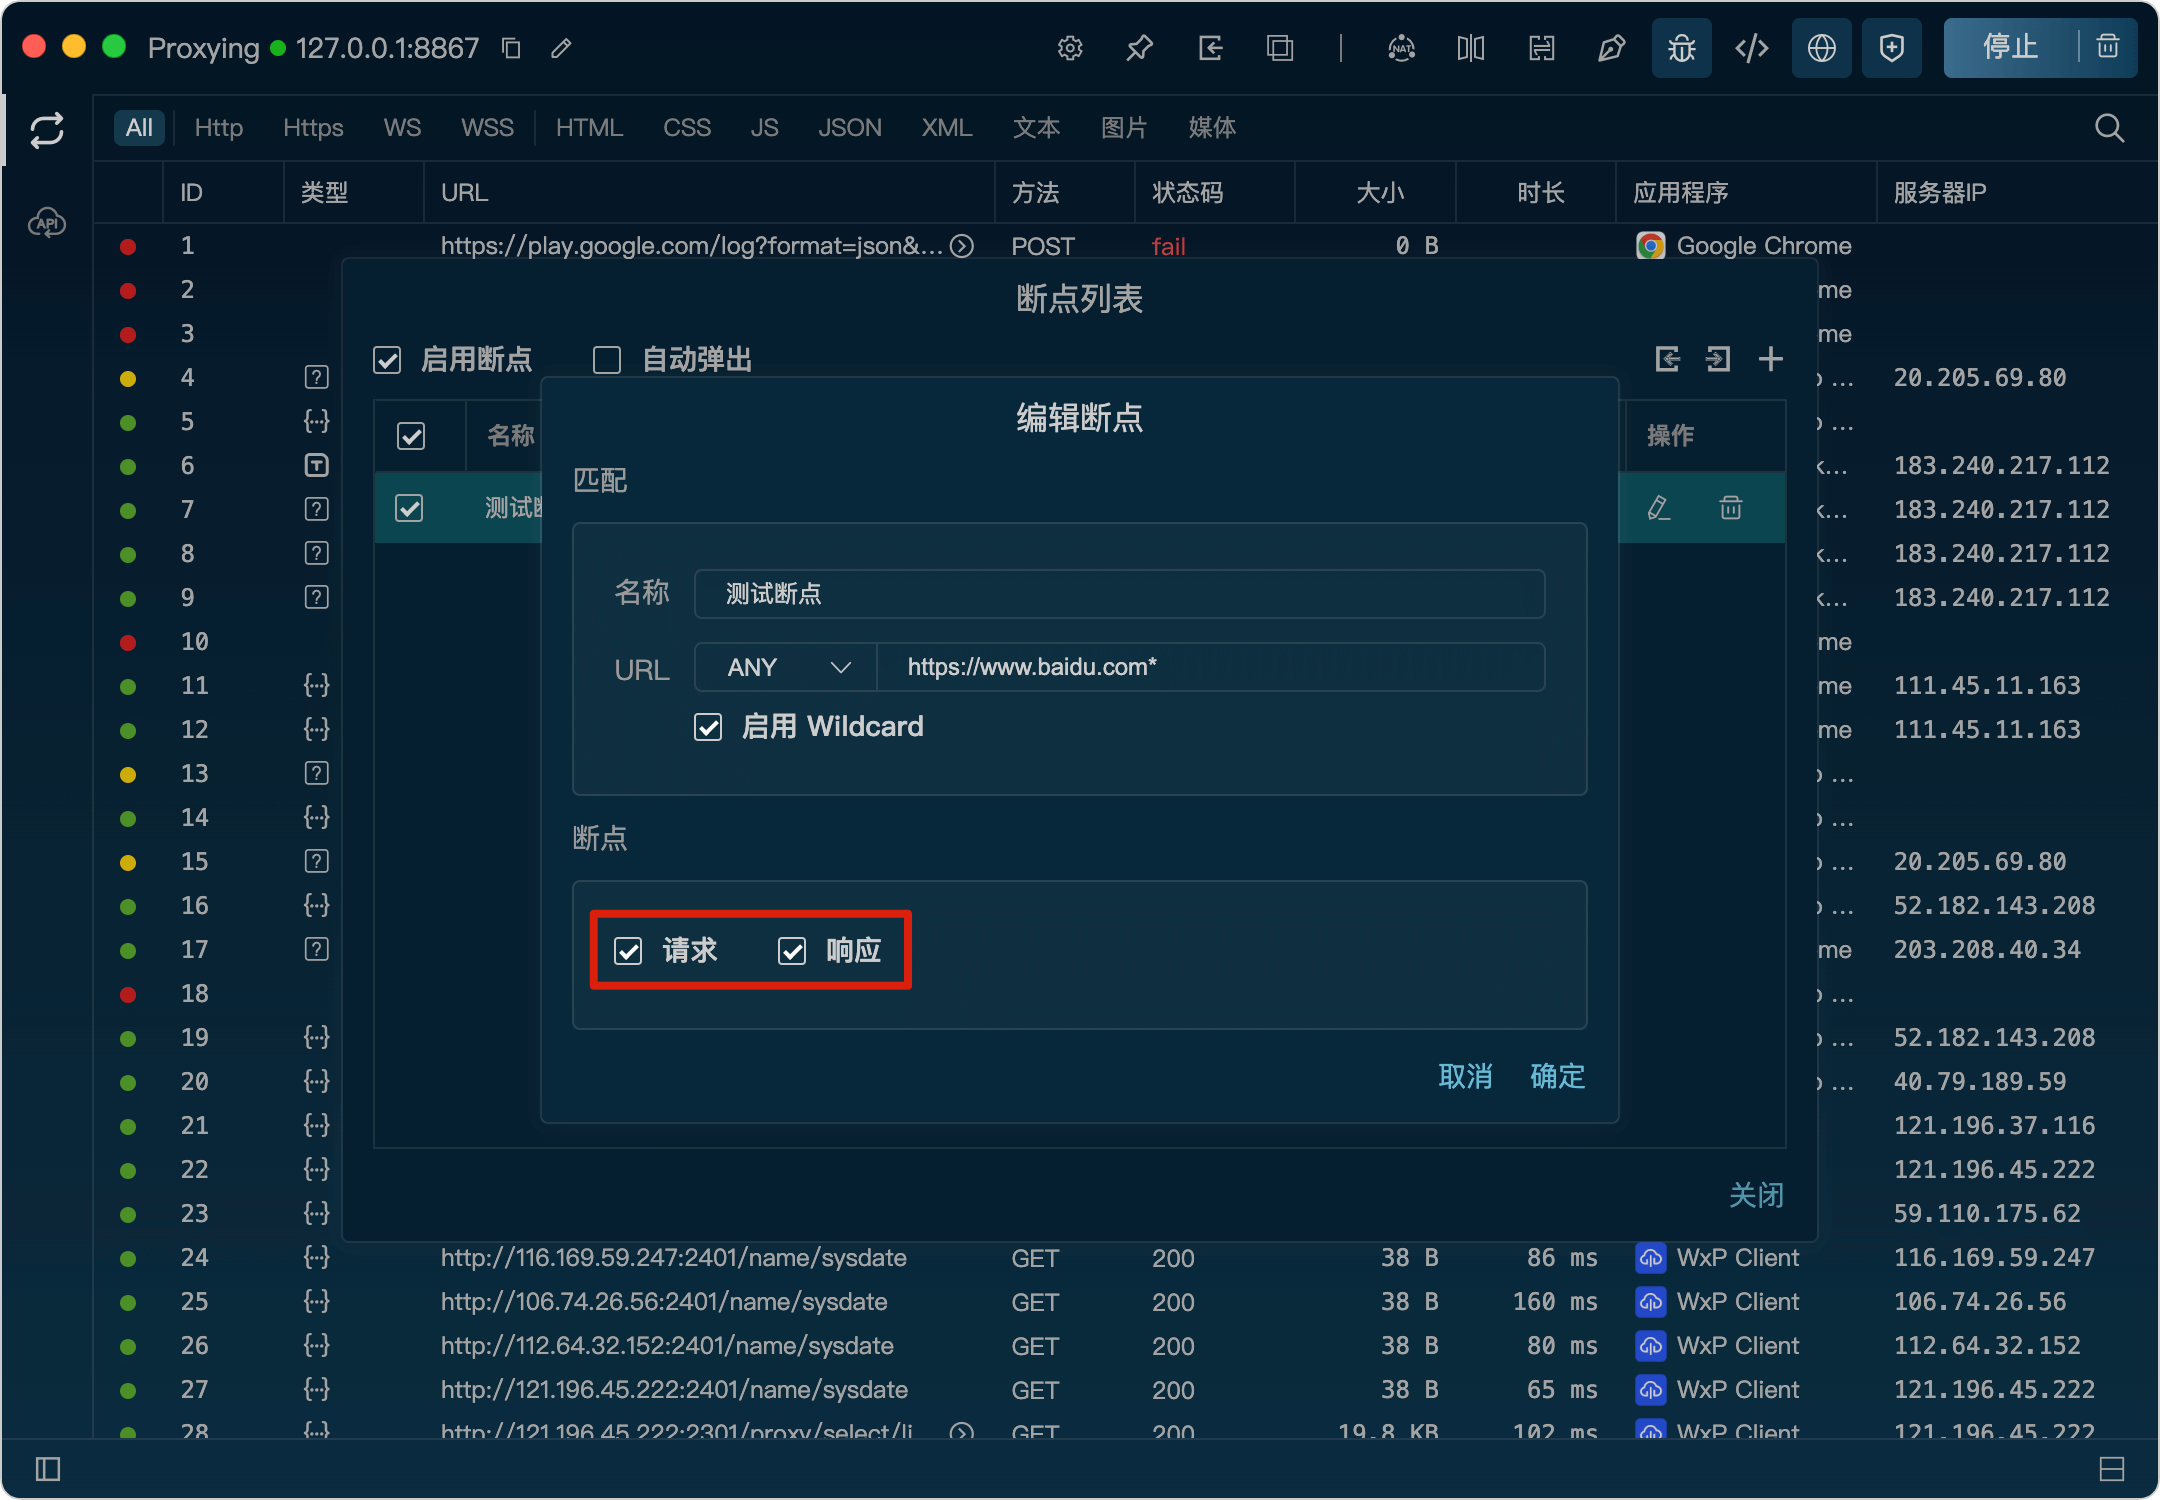 Proxying 127.0.0.1:8867
NAT
停止
All Http Https WS WSS HTML CSS JS JSON XML 文本 图片 媒体
API
ID 类型 URL 方法 状态码 大小 时长 应用程序 服务器IP
1 https://play.google.com/log?format=json&... POST fail 0 B Google Chrome
断点列表
2 me
3 me
启用断点 自动弹出
4 ... 20.205.69.80
编辑断点
5 ...
名称 操作
6 k... 183.240.217.112
匹配
7 测试 k... 183.240.217.112
8 k... 183.240.217.112
9 k... 183.240.217.112
名称 测试断点
10 me
URL ANY https://www.baidu.com*
11 me 111.45.11.163
12 me 111.45.11.163
启用 Wildcard
13 ...
14 ...
断点
15 ... 20.205.69.80
16 ... 52.182.143.208
17 me 203.208.40.34
请求 响应
18 ...
19 ... 52.182.143.208
20 ... 40.79.189.59
取消 确定
21 121.196.37.116
22 121.196.45.222
关闭
23 59.110.175.62
24 http://116.169.59.247:2401/name/sysdate GET 200 38 B 86 ms WxP Client 116.169.59.247
25 http://106.74.26.56:2401/name/sysdate GET 200 38 B 160 ms WxP Client 106.74.26.56
26 http://112.64.32.152:2401/name/sysdate GET 200 38 B 80 ms WxP Client 112.64.32.152
27 http://121.196.45.222:2401/name/sysdate GET 200 38 B 65 ms WxP Client 121.196.45.222
28 http://121.196.45.222:2301/proxy/select/li GET 200 19.8 KB 102 ms WxP Client 121.196.45.222